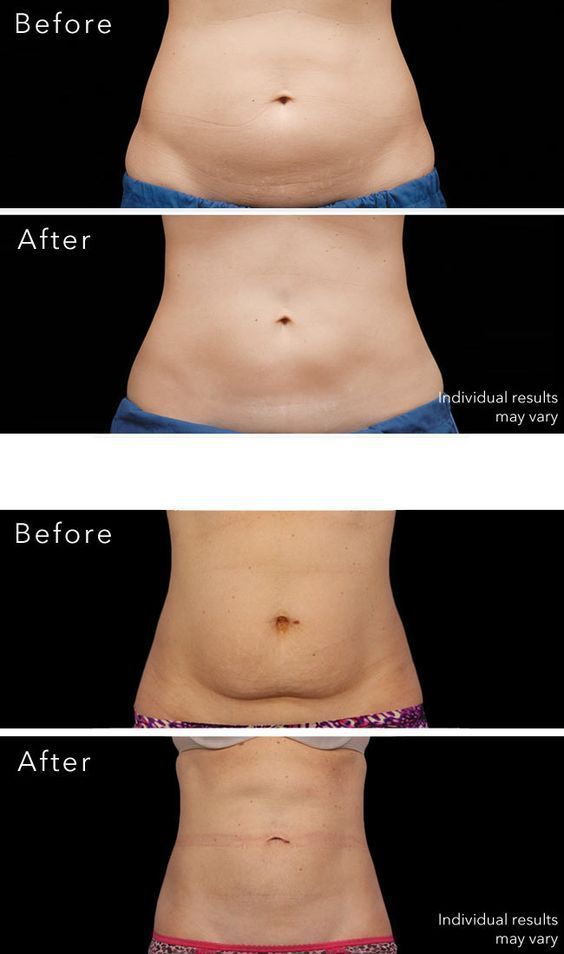 Before
After
Individual results
may vary
Before
After
Individual results
may vary